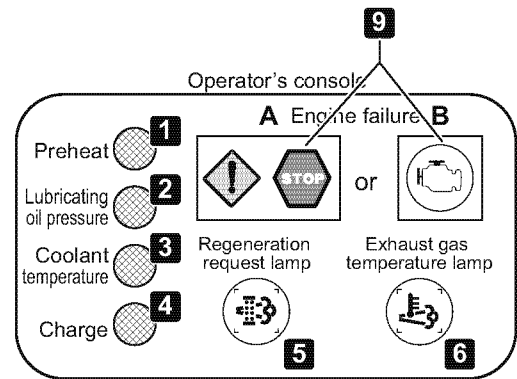 9
Operator's console
A Engine failure B
1
Preheat
STOP
or
2
Lubricating
oil pressure
3
Coolant
temperature
Regeneration
request lamp
Exhaust gas
temperature lamp
4
Charge
5
6